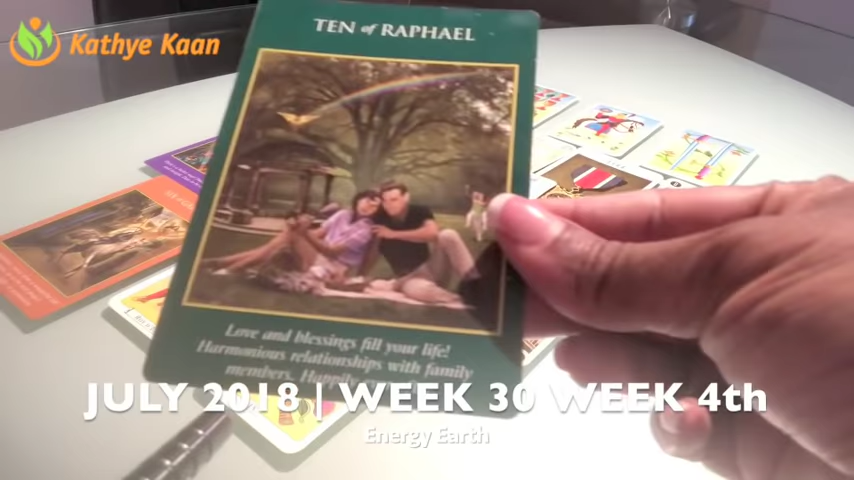 Kathye Kaan
TEN of RAPHAEL
Love and blessings fill your life!
Harmonious relationships with family
members. Happily
JULY 2018 | WEEK 30 WEEK 4th
Energy Earth